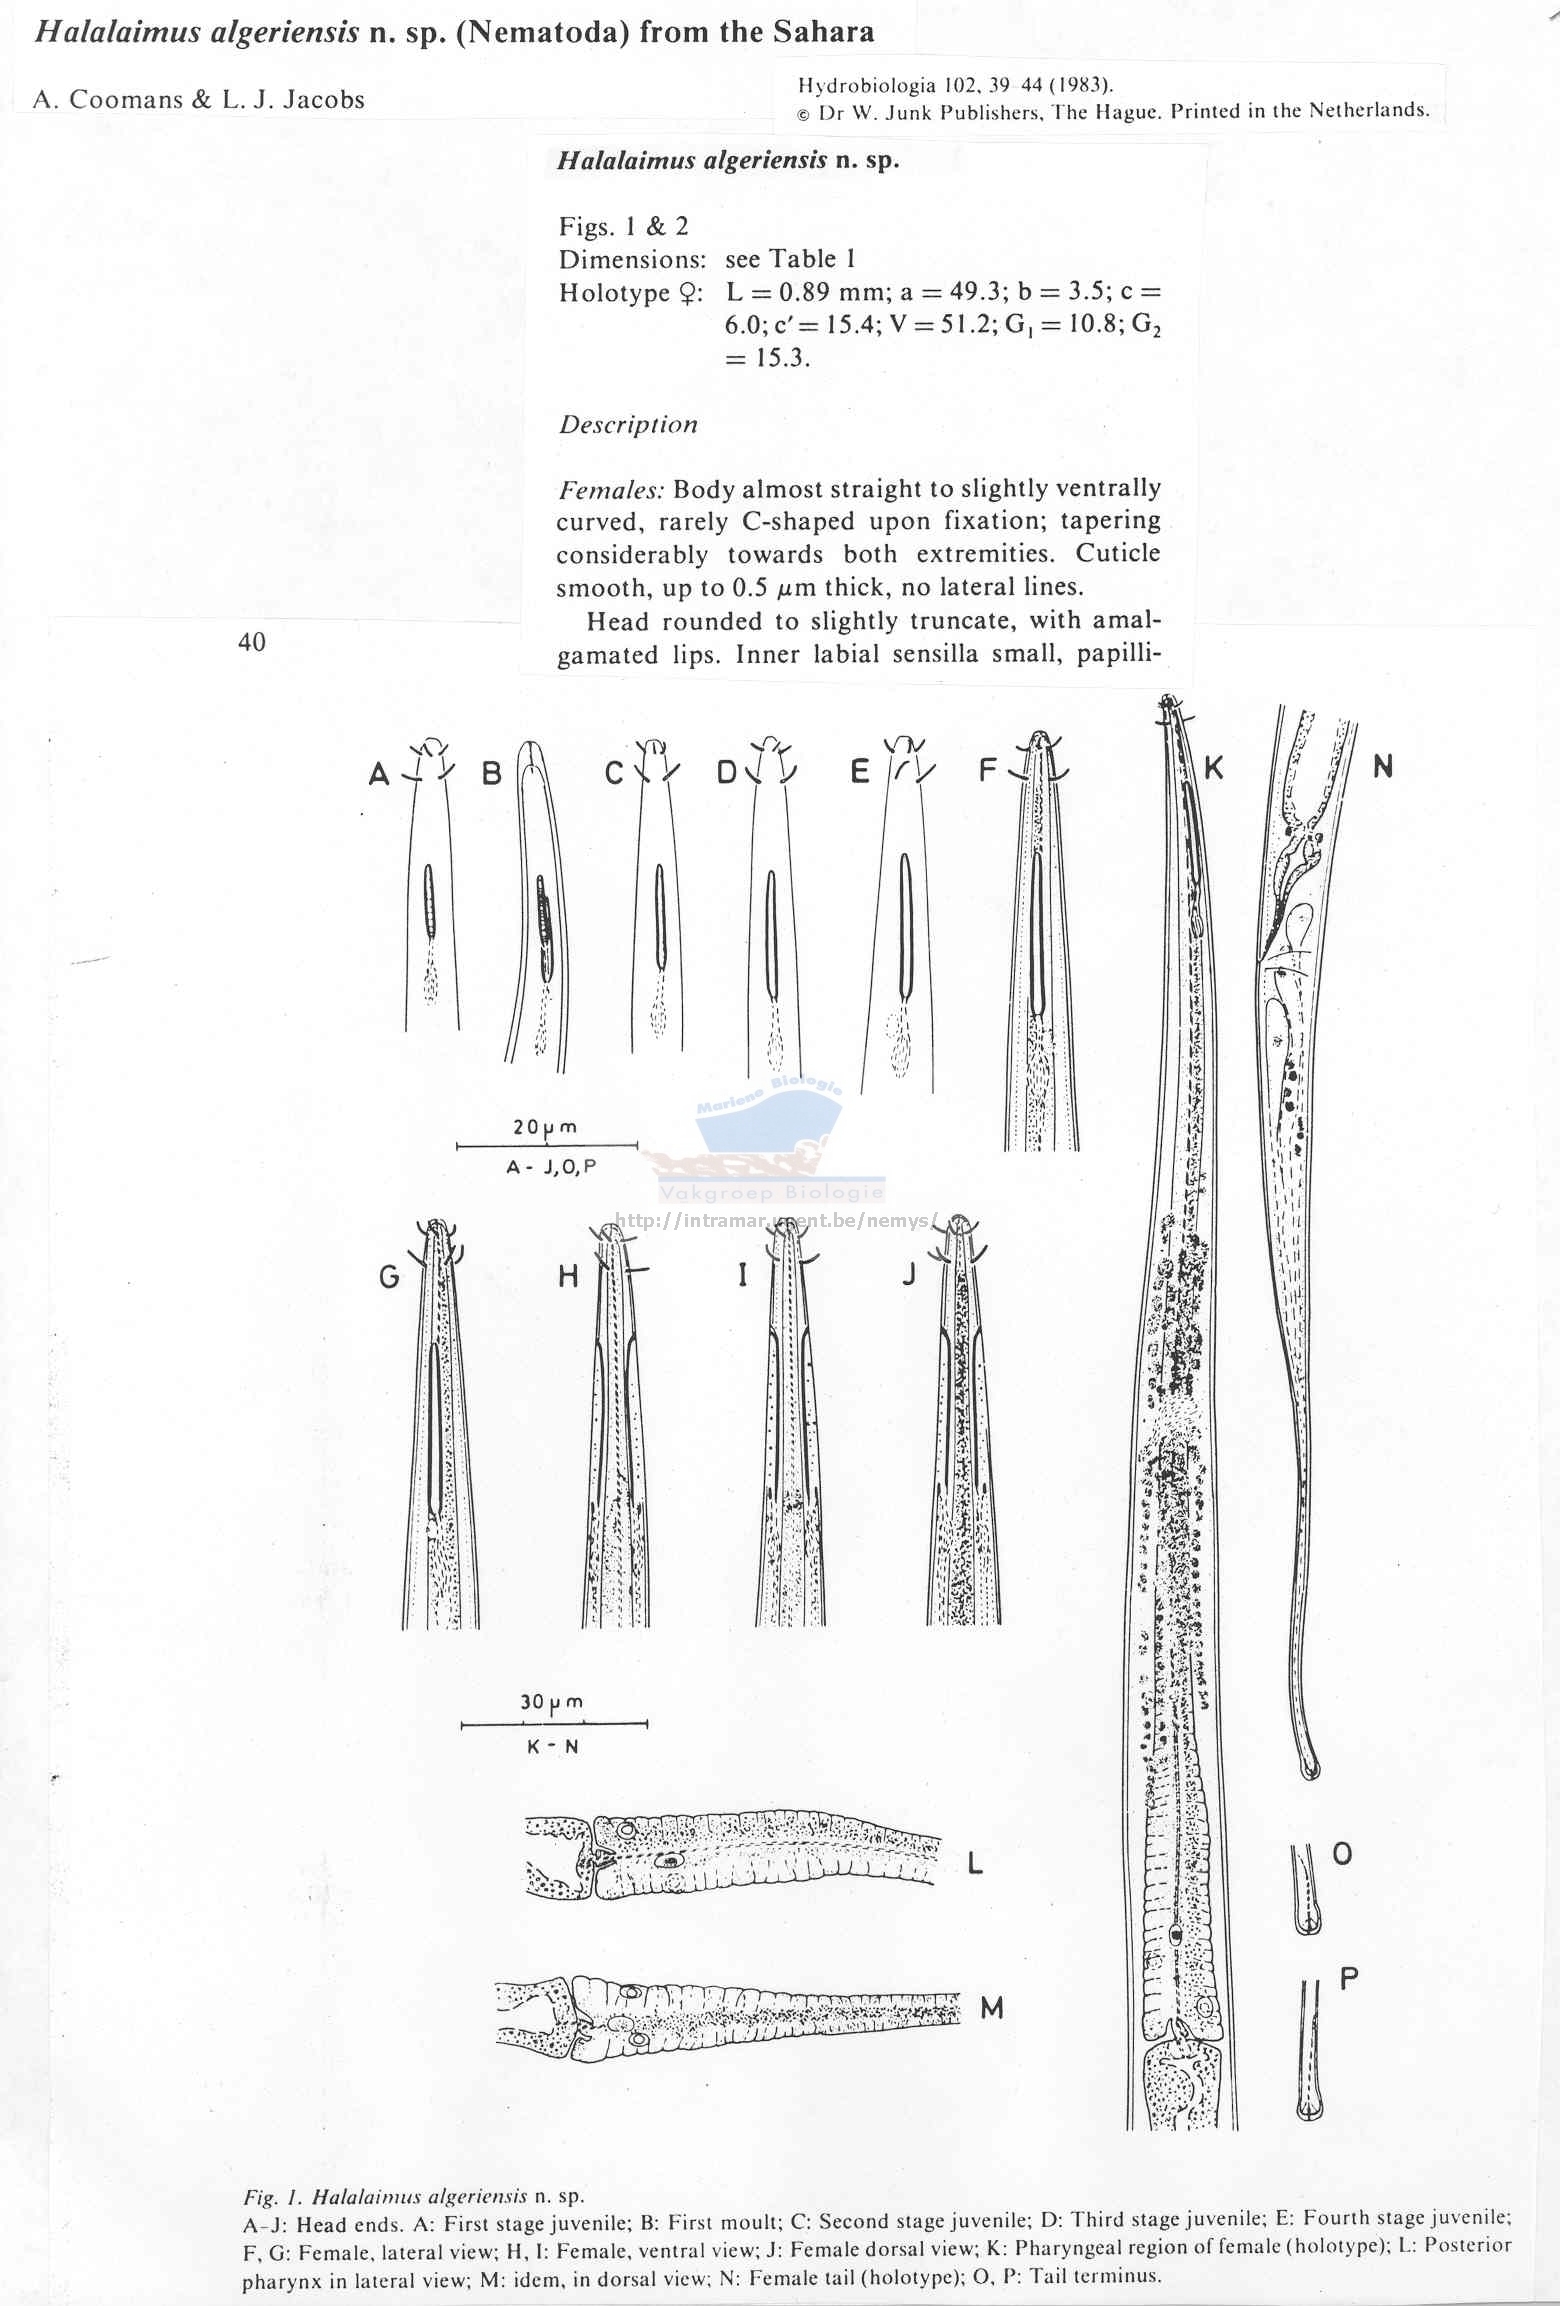 Halalaimus algeriensis n. sp. (Nematoda) from the Sahara
A. Coomans & L. J. Jacobs
Hydrobiologia 102, 39-44 (1983).
© Dr W. Junk Publishers, The Hague. Printed in the Netherlands.
Halalaimus algeriensis n. sp.
Figs. 1 & 2
Dimensions: see Table 1
Holotype ♀: L = 0.89 mm; a = 49.3; b = 3.5; c =
6.0; c′ = 15.4; V = 51.2; G₁ = 10.8; G₂
= 15.3.
Description
Females: Body almost straight to slightly ventrally
curved, rarely C-shaped upon fixation; tapering
considerably towards both extremities. Cuticle
smooth, up to 0.5 µm thick, no lateral lines.
Head rounded to slightly truncate, with amal-
gamated lips. Inner labial sensilla small, papilli-
40
A B C D E F K N
20 µm
A - J, O, P
Mariene Biologie
Vakgroep Biologie
http://intramar.ugent.be/nemys/
G H I J
30 µm
K - N
L
O
M
P
Fig. 1. Halalaimus algeriensis n. sp.
A-J: Head ends. A: First stage juvenile; B: First moult; C: Second stage juvenile; D: Third stage juvenile; E: Fourth stage juvenile;
F, G: Female, lateral view; H, I: Female, ventral view; J: Female dorsal view; K: Pharyngeal region of female (holotype); L: Posterior
pharynx in lateral view; M: idem, in dorsal view; N: Female tail (holotype); O, P: Tail terminus.